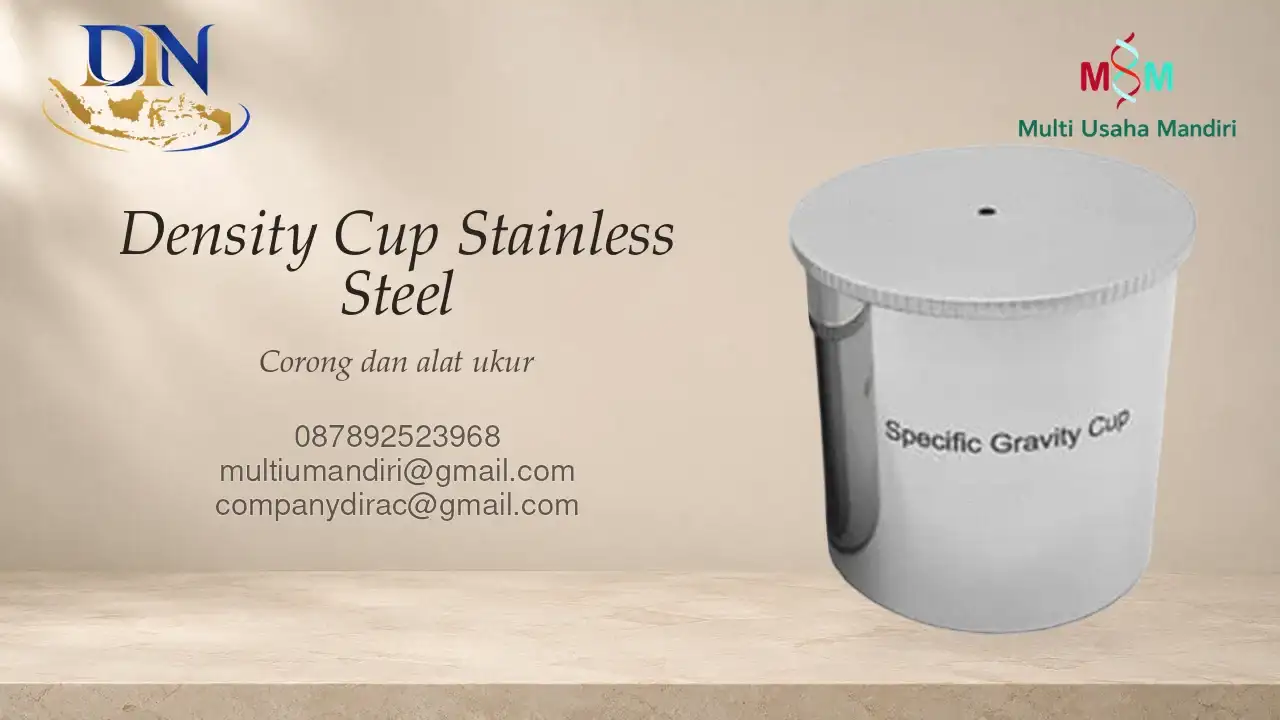 DN
M M
Multi Usaha Mandiri
Density Cup Stainless
Steel
Corong dan alat ukur
087892523968
multiumandiri@gmail.com
companydirac@gmail.com
Specific Gravity Cup